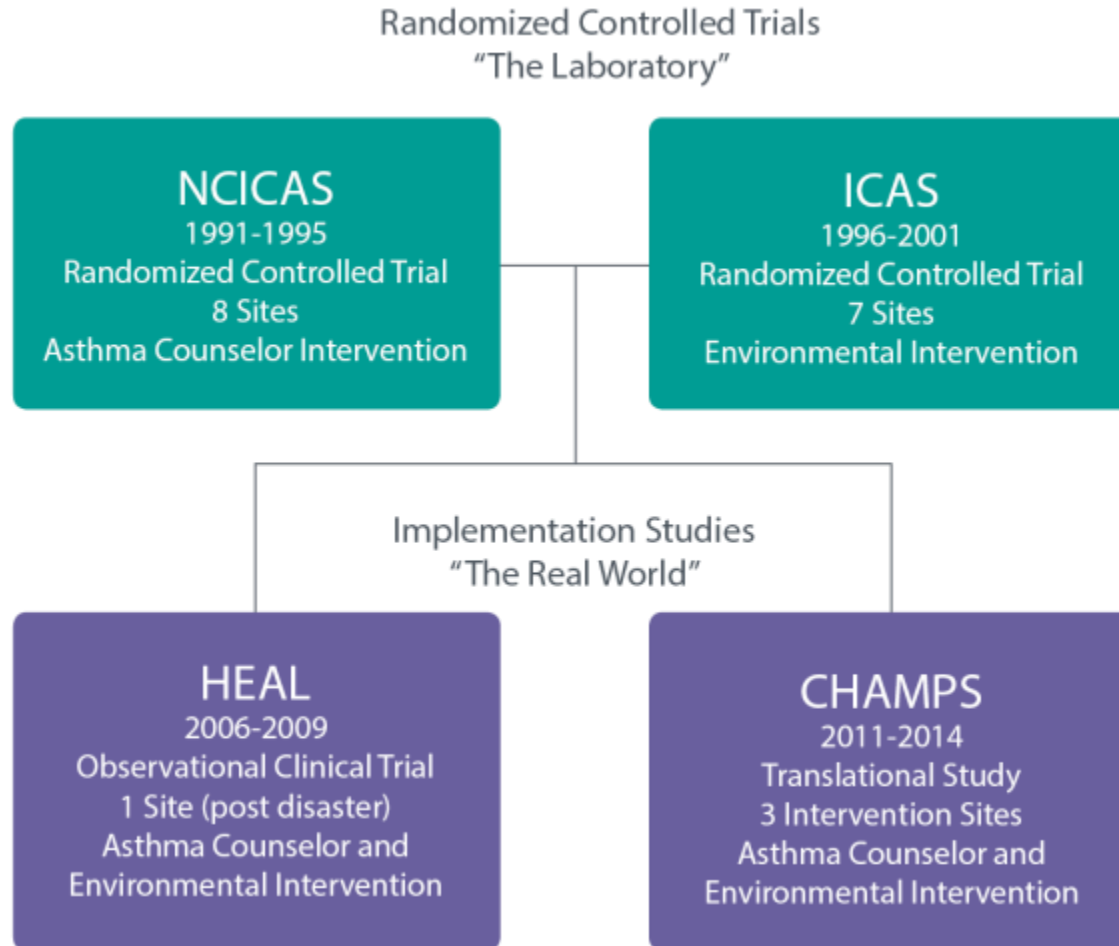 Randomized Controlled Trials
“The Laboratory”
NCICAS
1991-1995
Randomized Controlled Trial
8 Sites
Asthma Counselor Intervention
ICAS
1996-2001
Randomized Controlled Trial
7 Sites
Environmental Intervention
Implementation Studies
“The Real World”
HEAL
2006-2009
Observational Clinical Trial
1 Site (post disaster)
Asthma Counselor and
Environmental Intervention
CHAMPS
2011-2014
Translational Study
3 Intervention Sites
Asthma Counselor and
Environmental Intervention